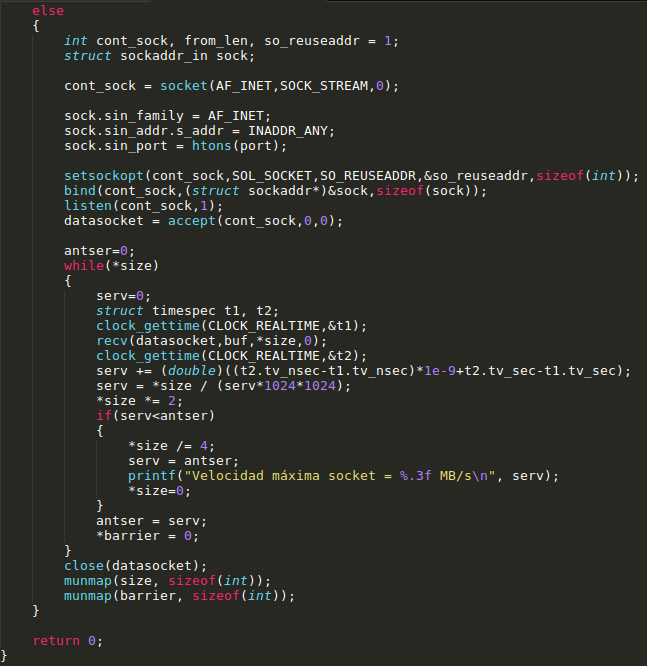 else
{
int cont_sock, from_len, so_reuseaddr = 1;
struct sockaddr_in sock;
cont_sock = socket(AF_INET,SOCK_STREAM,0);
sock.sin_family = AF_INET;
sock.sin_addr.s_addr = INADDR_ANY;
sock.sin_port = htons(port);
setsockopt(cont_sock,SOL_SOCKET,SO_REUSEADDR,&so_reuseaddr,sizeof(int));
bind(cont_sock,(struct sockaddr*)&sock,sizeof(sock));
listen(cont_sock,1);
datasocket = accept(cont_sock,0,0);
antser=0;
while(*size)
{
serv=0;
struct timespec t1, t2;
clock_gettime(CLOCK_REALTIME,&t1);
recv(datasocket,buf,*size,0);
clock_gettime(CLOCK_REALTIME,&t2);
serv += (double)((t2.tv_nsec-t1.tv_nsec)*1e-9+t2.tv_sec-t1.tv_sec);
serv = *size / (serv*1024*1024);
*size *= 2;
if(serv<antser)
{
*size /= 4;
serv = antser;
printf("Velocidad máxima socket = %.3f MB/s\n", serv);
*size=0;
}
antser = serv;
*barrier = 0;
}
close(datasocket);
munmap(size, sizeof(int));
munmap(barrier, sizeof(int));
}
return 0;
}